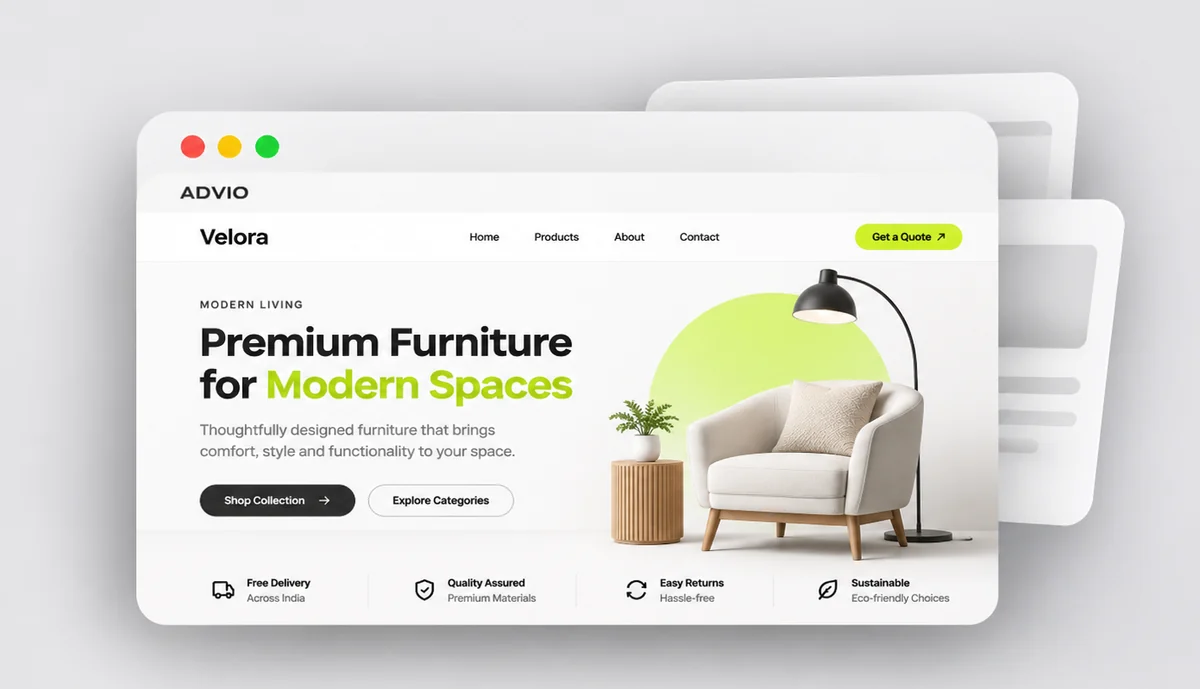 ADVIO
Velora
Home
Products
About
Contact
Get a Quote
MODERN LIVING
Premium Furniture
for Modern Spaces
Thoughtfully designed furniture that brings
comfort, style and functionality to your space.
Shop Collection
Explore Categories
Free Delivery
Across India
Quality Assured
Premium Materials
Easy Returns
Hassle-free
Sustainable
Eco-friendly Choices